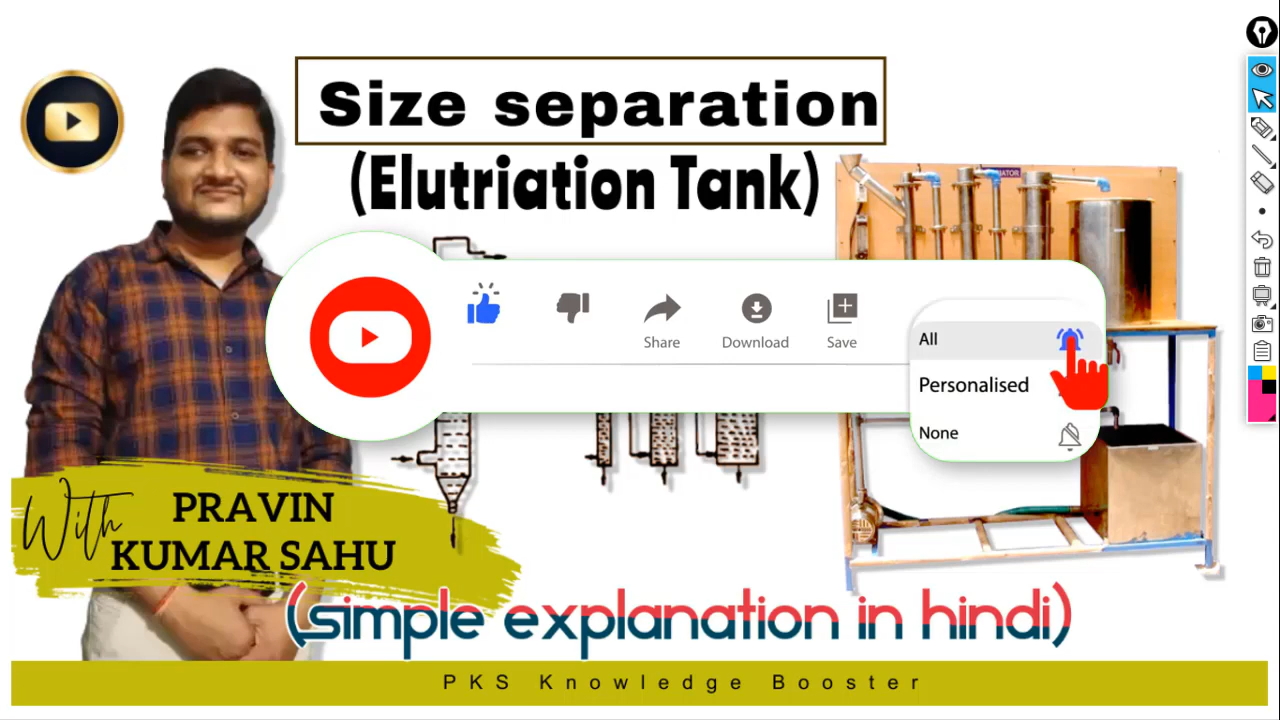 Size separation
(Elutriation Tank)
Share
Download
Save
All
Personalised
None
With
PRAVIN
KUMAR SAHU
(simple explanation in hindi)
PKS Knowledge Booster